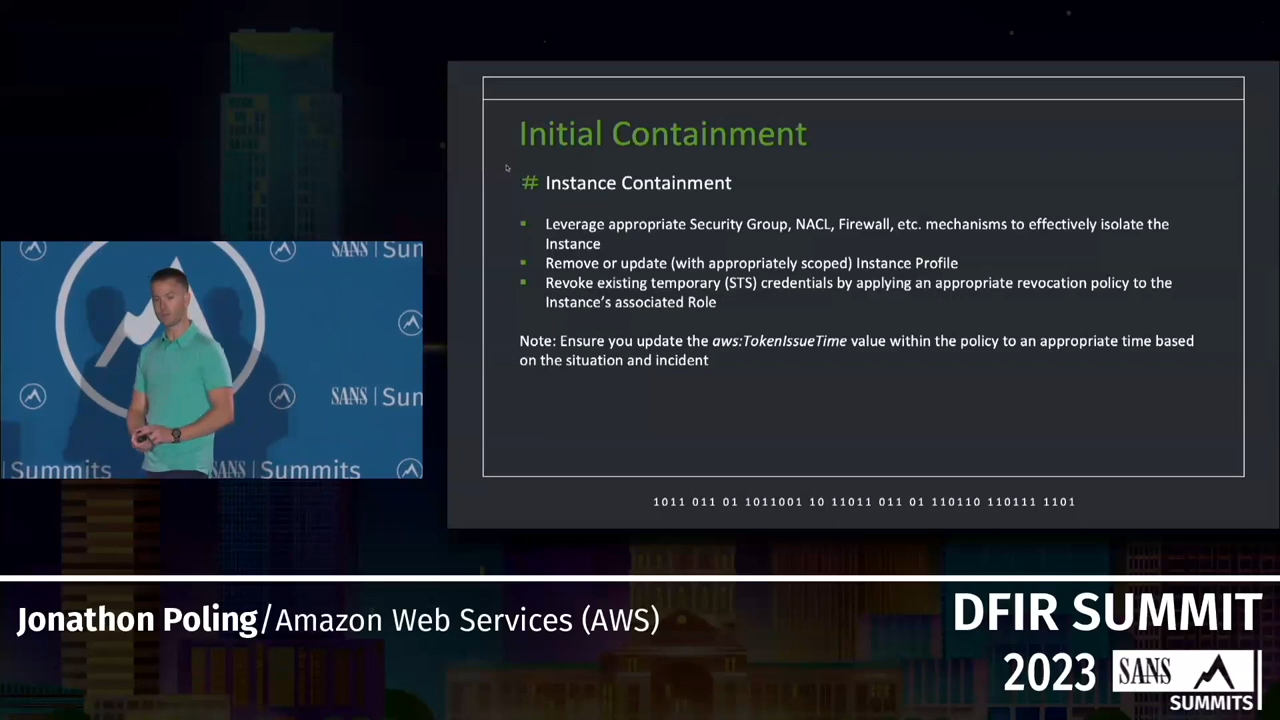 Initial Containment
# Instance Containment
Leverage appropriate Security Group, NACL, Firewall, etc. mechanisms to effectively isolate the
Instance
Remove or update (with appropriately scoped) Instance Profile
Revoke existing temporary (STS) credentials by applying an appropriate revocation policy to the
Instance's associated Role
Note: Ensure you update the aws:TokenIssueTime value within the policy to an appropriate time based
on the situation and incident
1011 011 01 1011001 10 11011 011 01 110110 110111 1101
SANS | Sum
SANS | Sum
Summits
SANS | Summits
Jonathon Poling/Amazon Web Services (AWS)
DFIR SUMMIT
2023
SANS
SUMMITS